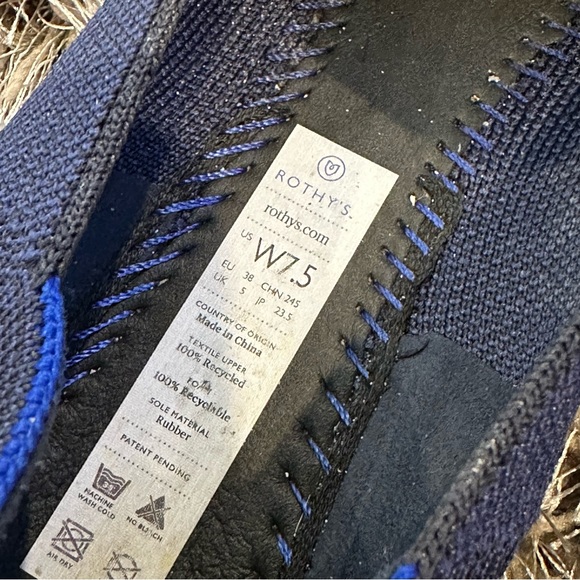 ROTHY'S
rothys.com
US W7.5
EU 38 CHN 245
UK 5 JP 23.5
COUNTRY OF ORIGIN
Made in China
TEXTILE UPPER
100% Recycled
FOAM
100% Recyclable
SOLE MATERIAL
Rubber
PATENT PENDING
MACHINE
WASH COLD
NO BLEACH
AIR DRY